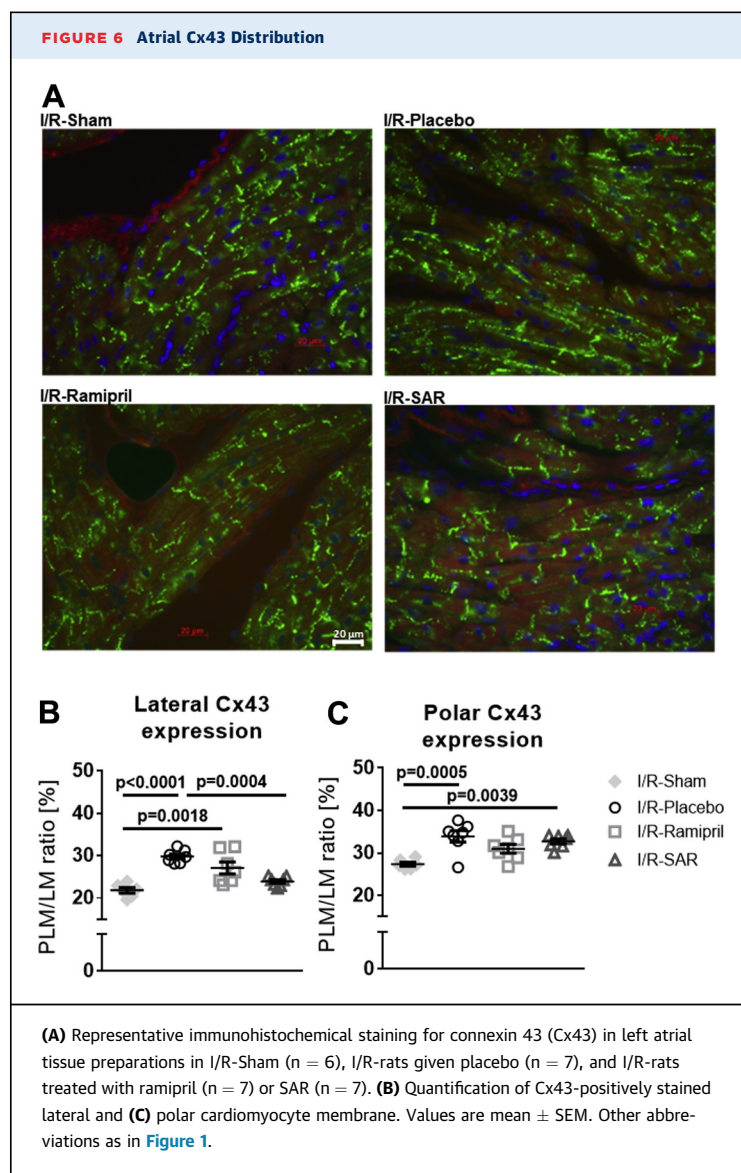 FIGURE 6 Atrial Cx43 Distribution
A
I/R-Sham
I/R-Placebo
20 µm
20 µm
I/R-Ramipril
I/R-SAR
20 µm
20 µm
20 µm
B
Lateral Cx43
expression
PLM/LM ratio [%]
50
40
30
20
0
p<0.0001
p=0.0004
p=0.0018
C
Polar Cx43
expression
PLM/LM ratio [%]
50
40
30
20
0
p=0.0005
p=0.0039
I/R-Sham
I/R-Placebo
I/R-Ramipril
I/R-SAR
(A) Representative immunohistochemical staining for connexin 43 (Cx43) in left atrial
tissue preparations in I/R-Sham (n = 6), I/R-rats given placebo (n = 7), and I/R-rats
treated with ramipril (n = 7) or SAR (n = 7). (B) Quantification of Cx43-positively stained
lateral and (C) polar cardiomyocyte membrane. Values are mean ± SEM. Other abbre-
viations as in Figure 1.